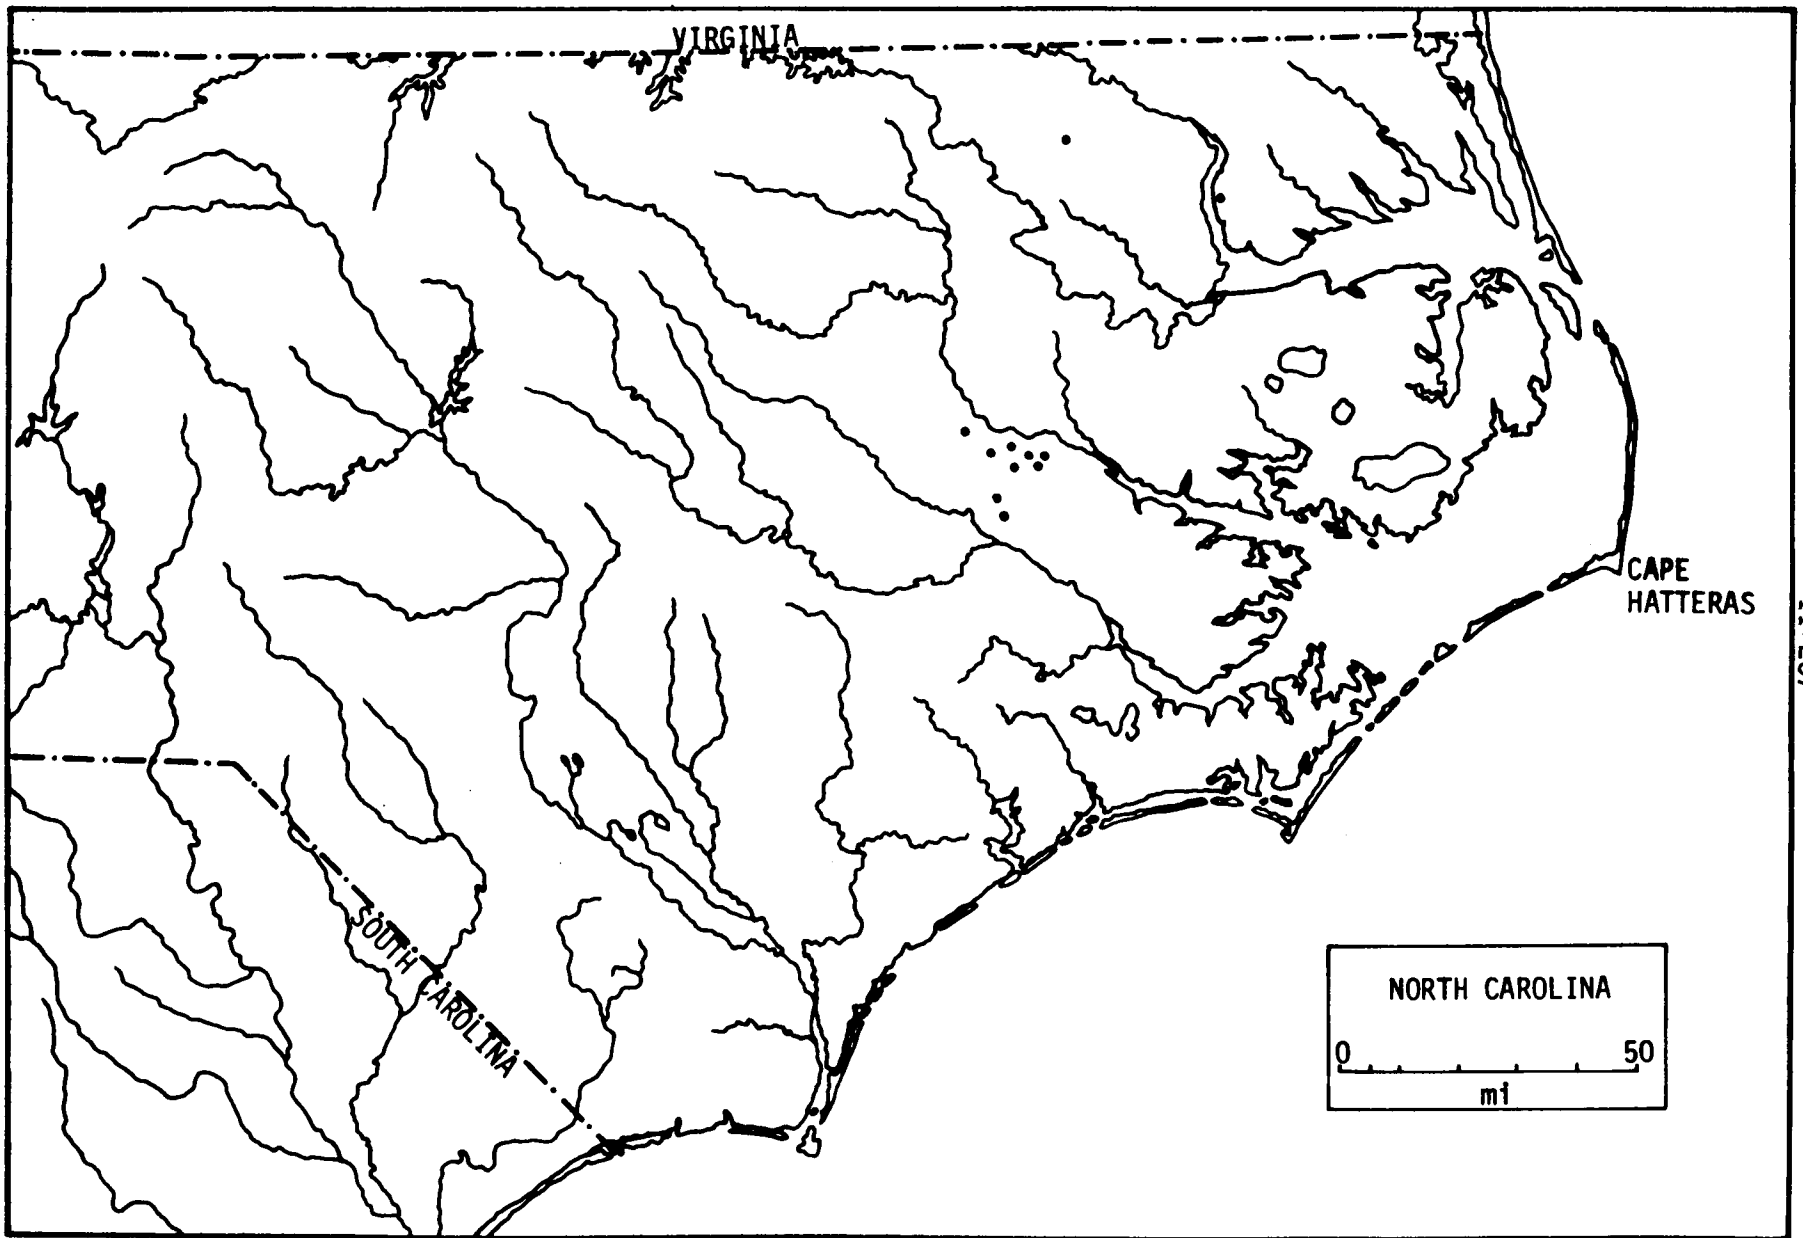 VIRGINIA
CAPE
HATTERAS
SOUTH CAROLINA
NORTH CAROLINA
0 50
mi